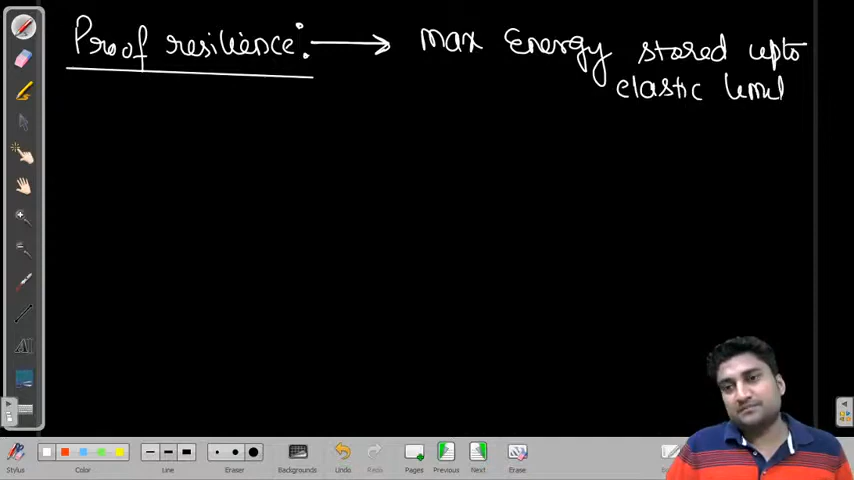 Proof resilience: → max Energy stored upto
elastic limit
Stylus Color Line Eraser Backgrounds Undo Redo Pages Previous Next Erase